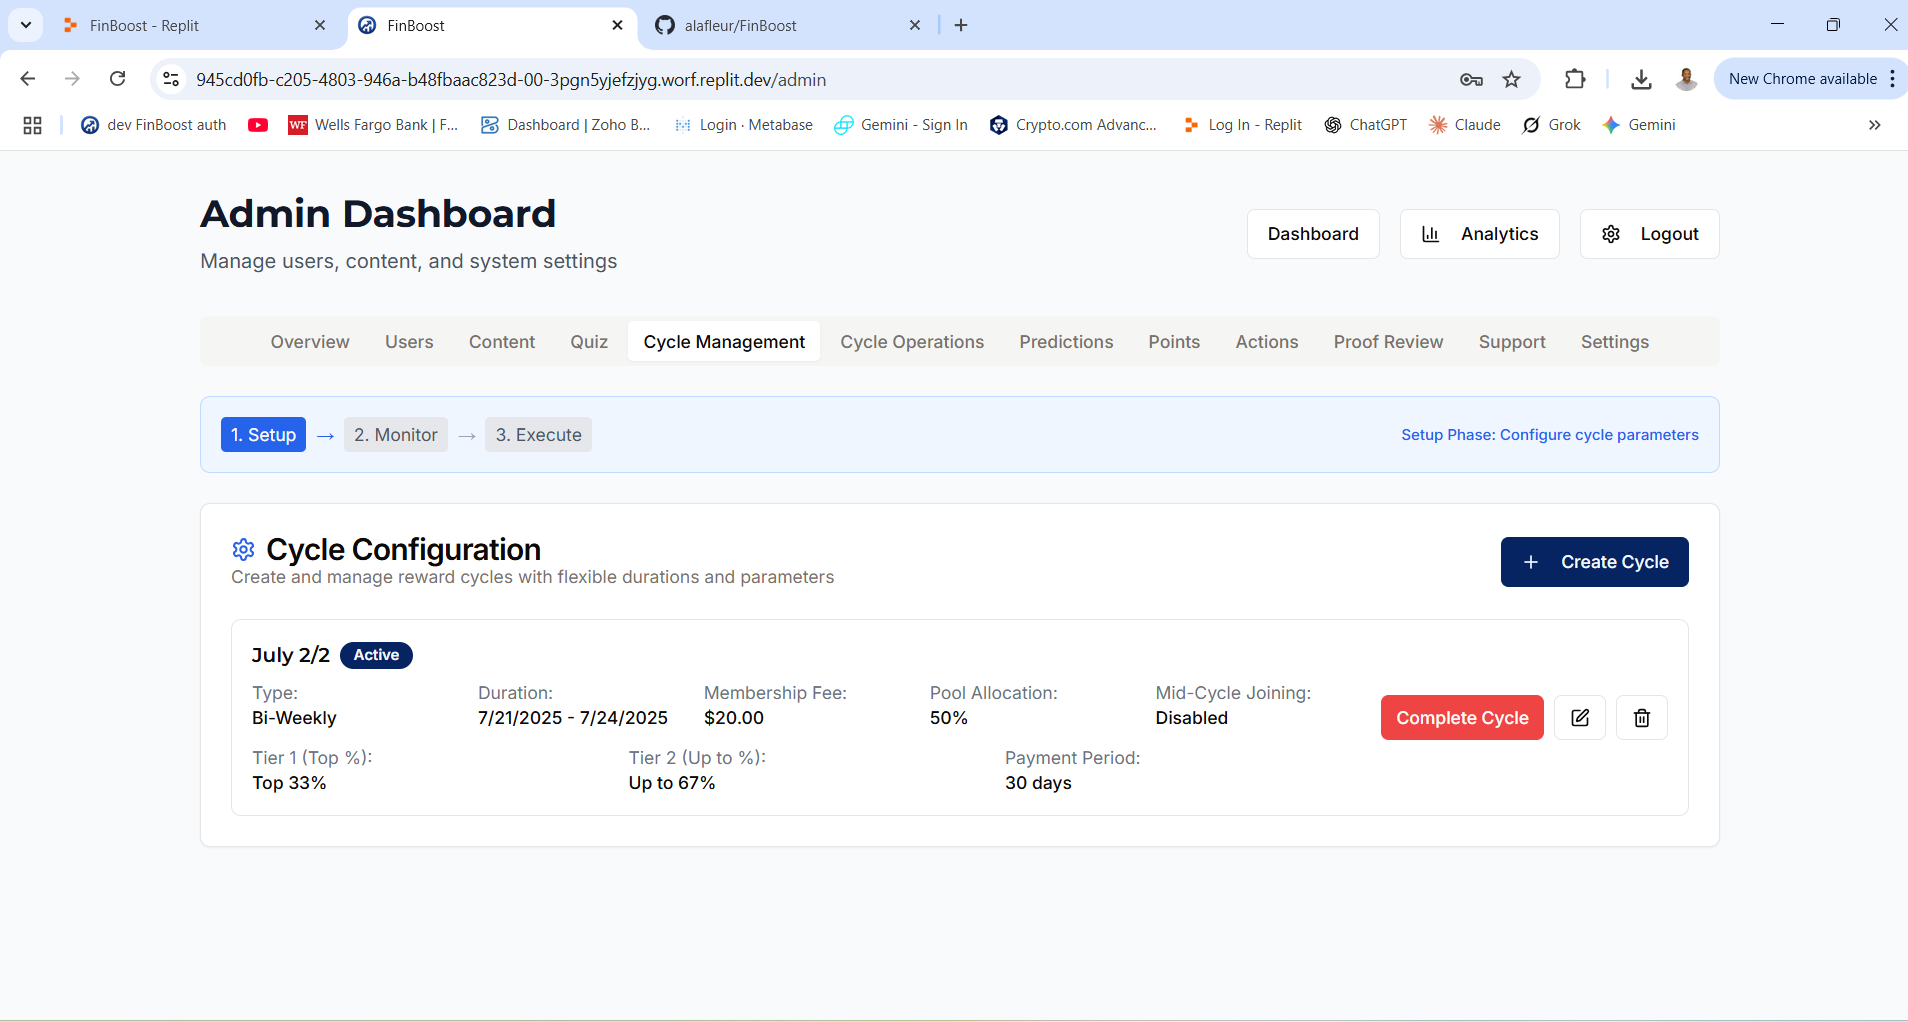 FinBoost - Replit
FinBoost
alafleur/FinBoost
945cd0fb-c205-4803-946a-b48fbaac823d-00-3pgn5yjefzjyg.worf.replit.dev/admin
New Chrome available
dev FinBoost auth
WF Wells Fargo Bank | F...
Dashboard | Zoho B...
Login · Metabase
Gemini - Sign In
Crypto.com Advanc...
Log In - Replit
ChatGPT
Claude
Grok
Gemini
Admin Dashboard
Manage users, content, and system settings
Dashboard
Analytics
Logout
Overview
Users
Content
Quiz
Cycle Management
Cycle Operations
Predictions
Points
Actions
Proof Review
Support
Settings
1. Setup → 2. Monitor → 3. Execute
Setup Phase: Configure cycle parameters
Cycle Configuration
Create and manage reward cycles with flexible durations and parameters
+ Create Cycle
July 2/2 Active
Type:
Bi-Weekly
Duration:
7/21/2025 - 7/24/2025
Membership Fee:
$20.00
Pool Allocation:
50%
Mid-Cycle Joining:
Disabled
Complete Cycle
Tier 1 (Top %):
Top 33%
Tier 2 (Up to %):
Up to 67%
Payment Period:
30 days